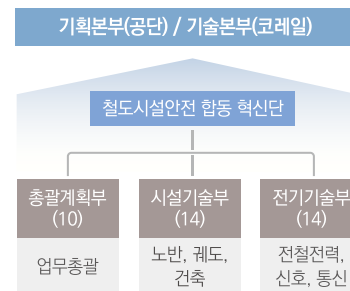 기획본부(공단) / 기술본부(코레일)
철도시설안전 합동 혁신단
총괄계획부
(10)
시설기술부
(14)
전기기술부
(14)
업무총괄
노반, 궤도,
건축
전철전력,
신호, 통신